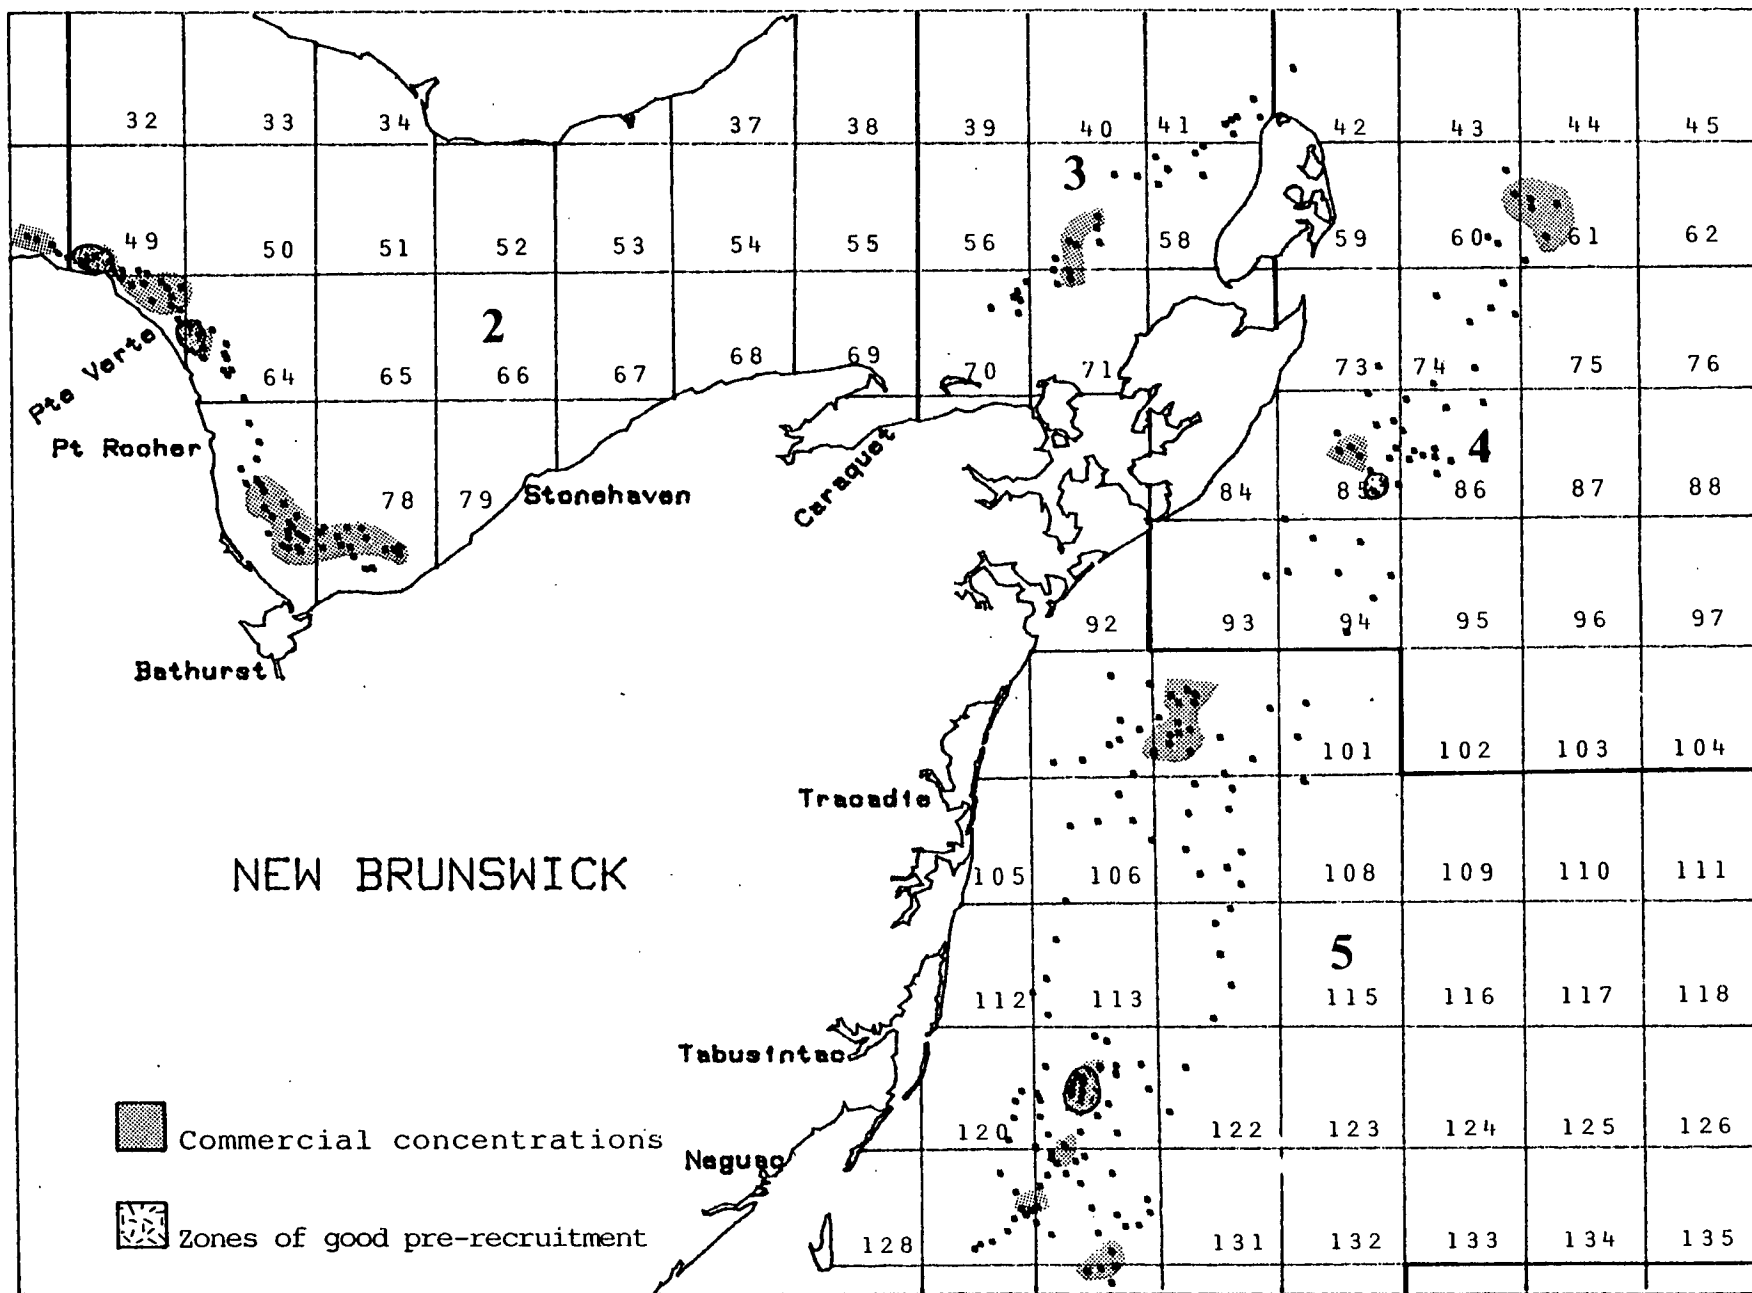 32 33 34 37 38 39 40 41 42 43 44 45
3
49 50 51 52 53 54 55 56 58 59 60 61 62
2
Pte Verte
64 65 66 67 68 69 70 71 73 74 75 76
Pt Rocher
4
78 79 Stonehaven
Caraquet
84 85 86 87 88
92 93 94 95 96 97
Bathurst
101 102 103 104
Tracadie
NEW BRUNSWICK
105 106 108 109 110 111
5
112 113 115 116 117 118
Tabusintac
120 122 123 124 125 126
Commercial concentrations
Neguac
128 131 132 133 134 135
Zones of good pre-recruitment